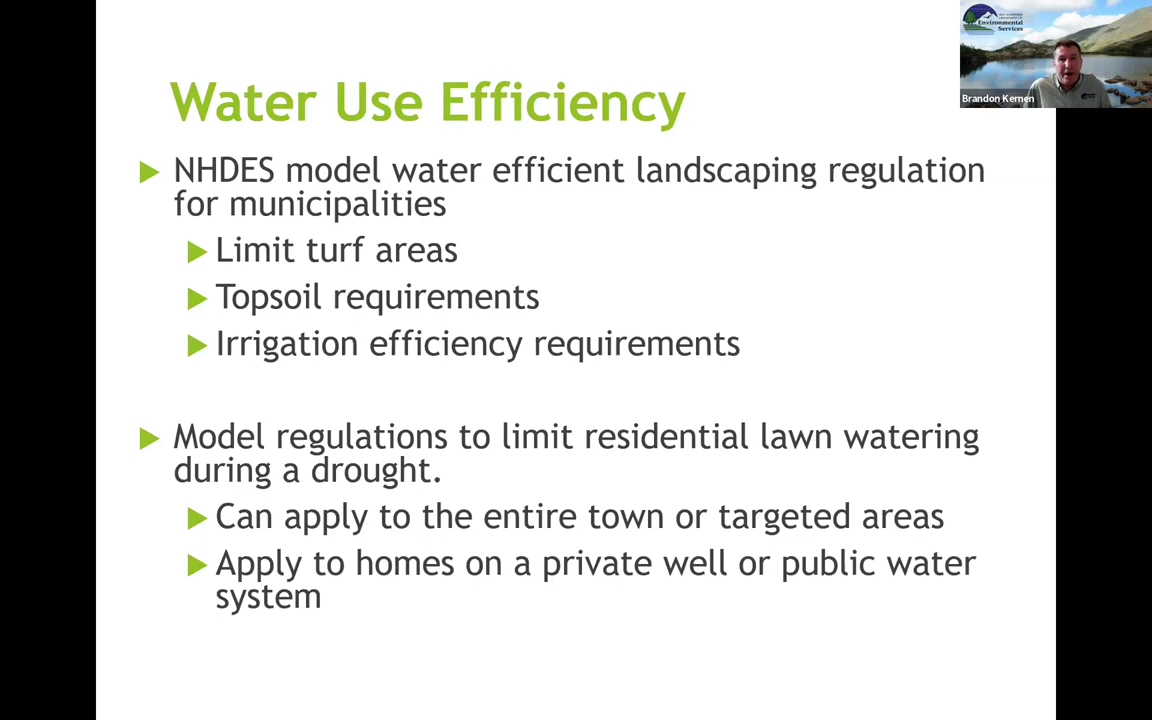 Water Use Efficiency
NHDES model water efficient landscaping regulation
for municipalities
Limit turf areas
Topsoil requirements
Irrigation efficiency requirements
Model regulations to limit residential lawn watering
during a drought.
Can apply to the entire town or targeted areas
Apply to homes on a private well or public water
system
Environmental
Services
Brandon Kernen